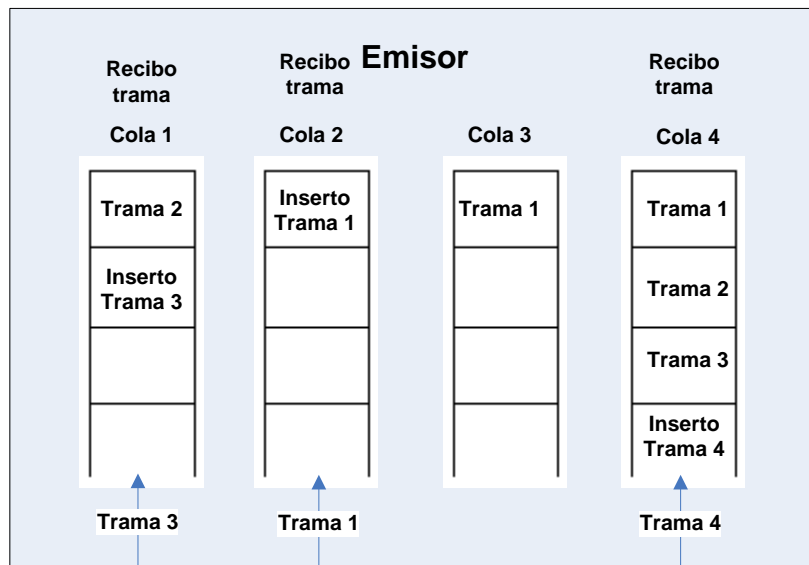 Emisor
Recibo
trama
Cola 1
Trama 2
Inserto
Trama 3
Trama 3
Recibo
trama
Cola 2
Inserto
Trama 1
Trama 1
Cola 3
Trama 1
Recibo
trama
Cola 4
Trama 1
Trama 2
Trama 3
Inserto
Trama 4
Trama 4